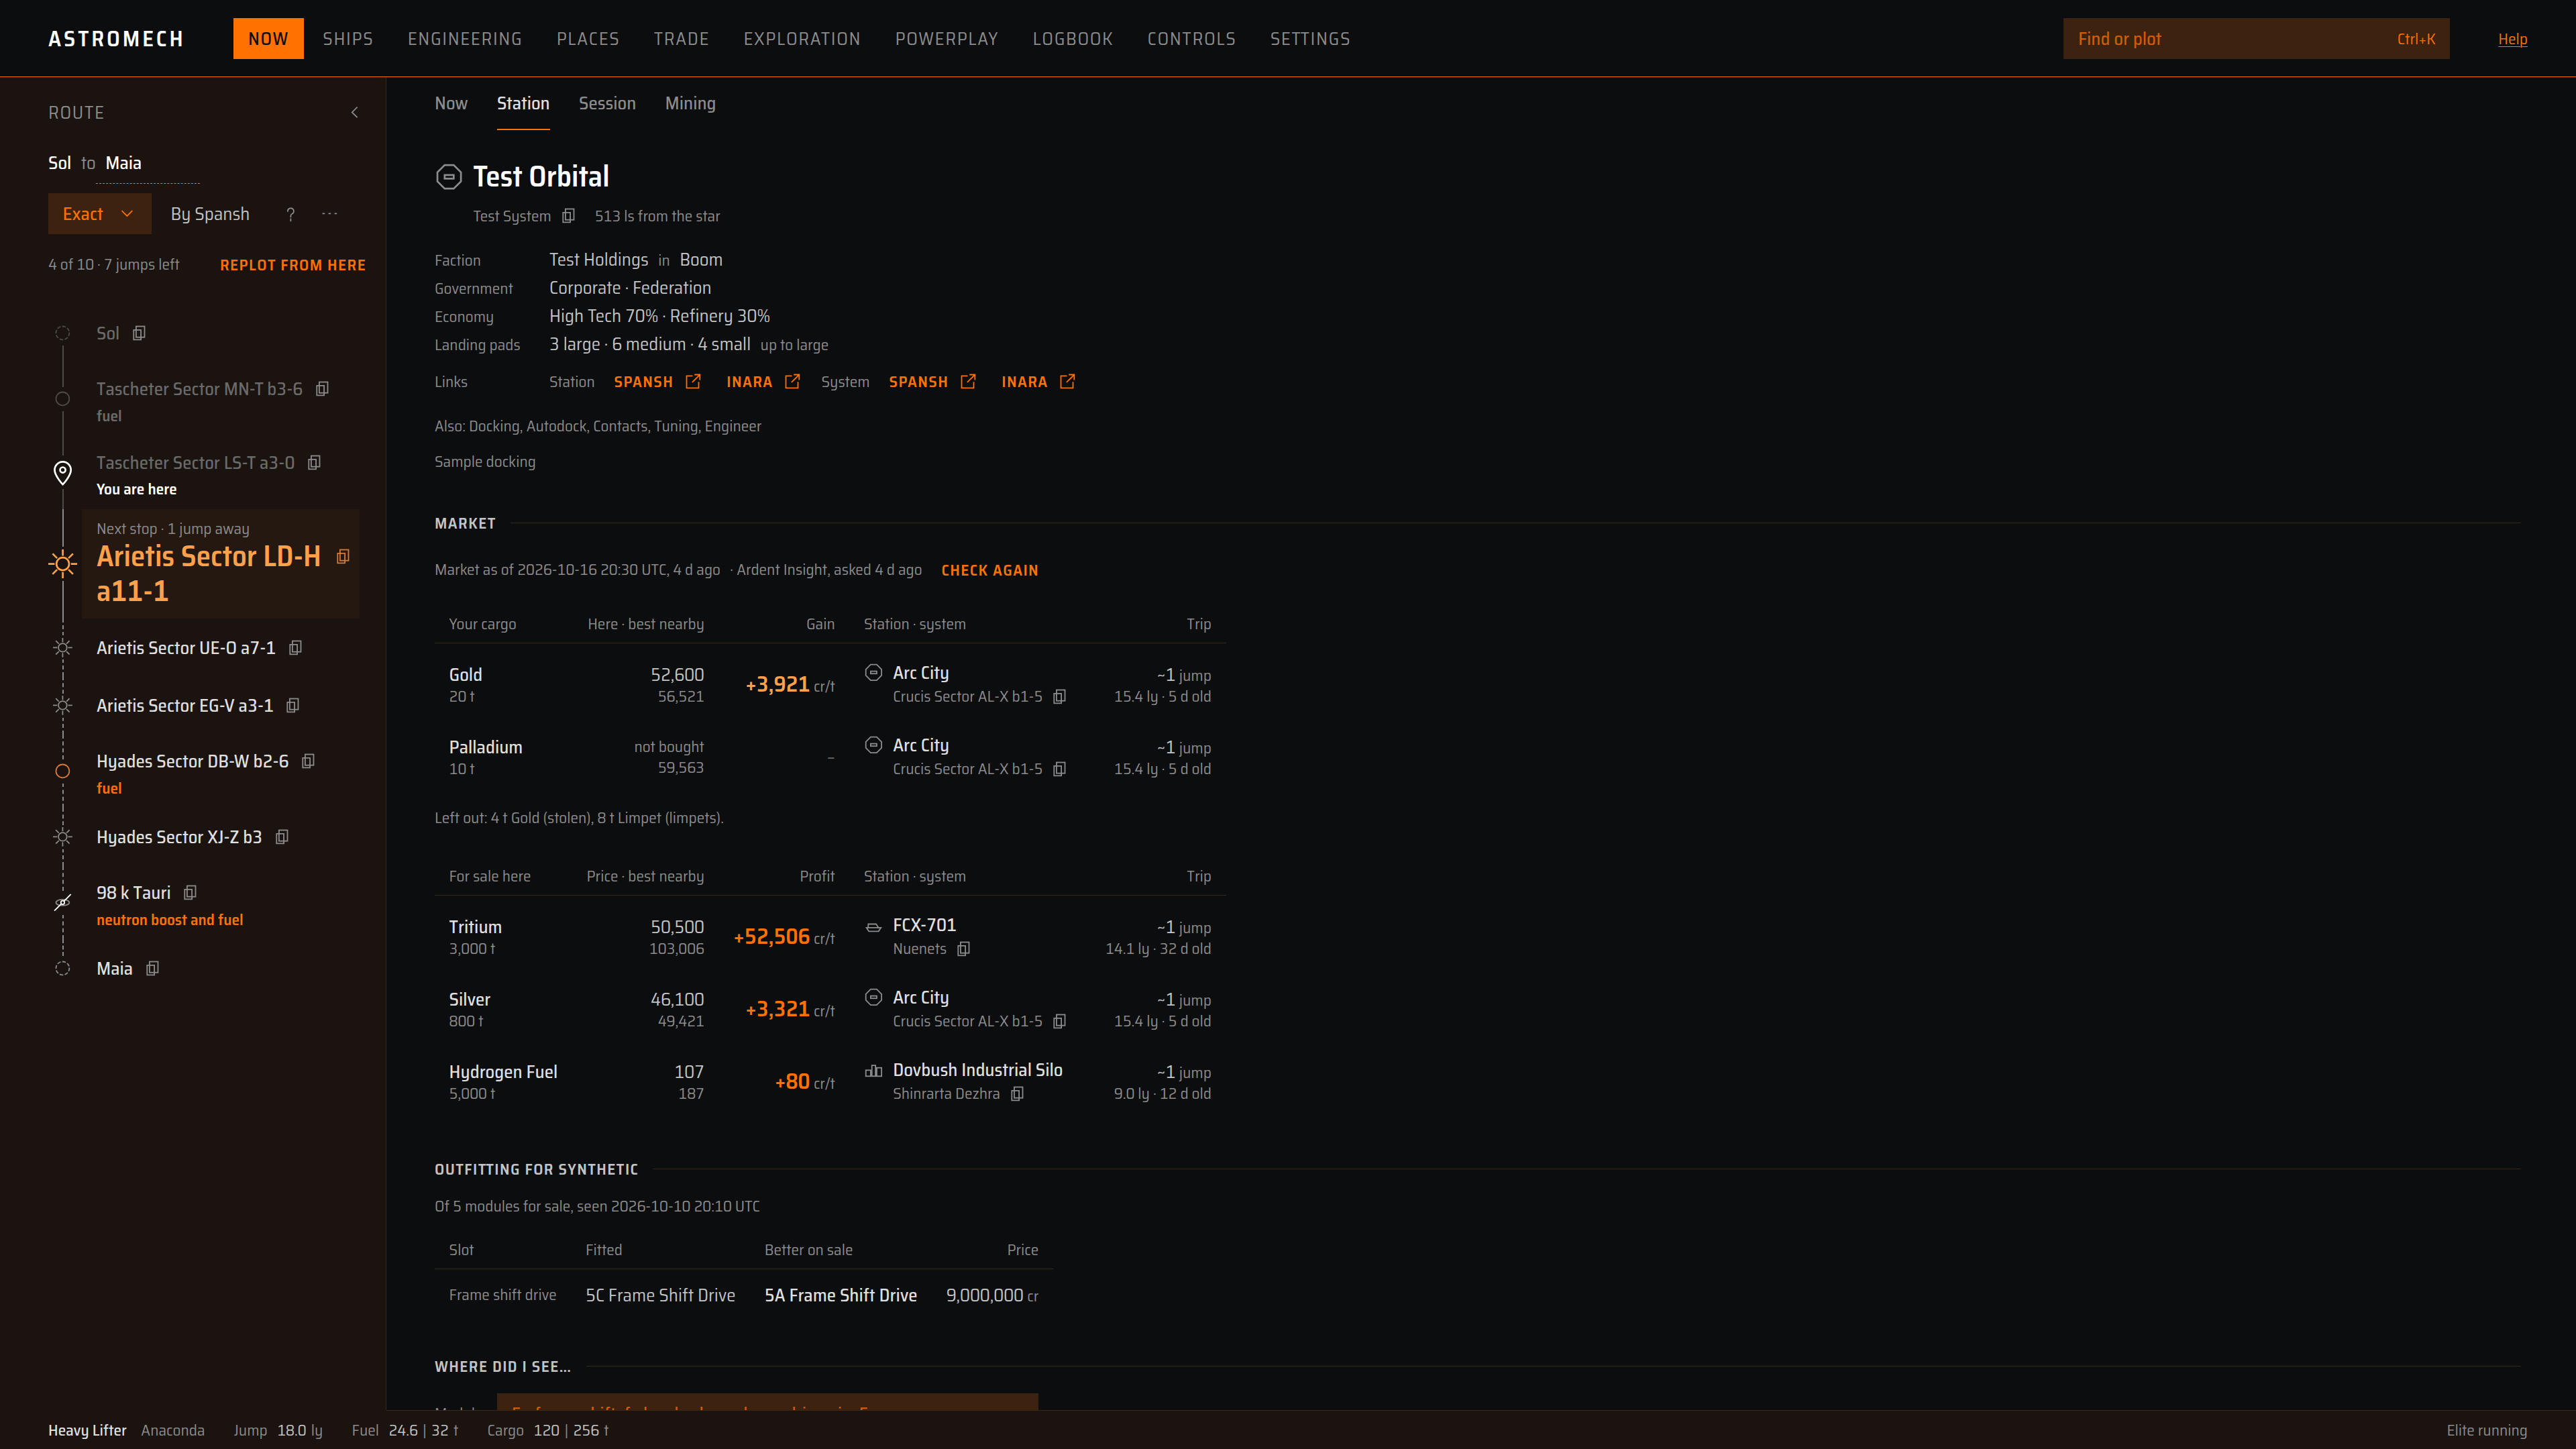 ASTROMECH NOW SHIPS ENGINEERING PLACES TRADE EXPLORATION POWERPLAY LOGBOOK CONTROLS SETTINGS Find or plot Ctrl+K Help
ROUTE
Sol to Maia
Exact By Spansh ? ···
4 of 10 · 7 jumps left REPLOT FROM HERE
Sol
Tascheter Sector MN-T b3-6
fuel
Tascheter Sector LS-T a3-0
You are here
Next stop · 1 jump away
Arietis Sector LD-H
a11-1
Arietis Sector UE-O a7-1
Arietis Sector EG-V a3-1
Hyades Sector DB-W b2-6
fuel
Hyades Sector XJ-Z b3
98 k Tauri
neutron boost and fuel
Maia
Now Station Session Mining
Test Orbital
Test System 513 ls from the star
Faction Test Holdings in Boom
Government Corporate · Federation
Economy High Tech 70% · Refinery 30%
Landing pads 3 large · 6 medium · 4 small up to large
Links Station SPANSH INARA System SPANSH INARA
Also: Docking, Autodock, Contacts, Tuning, Engineer
Sample docking
MARKET
Market as of 2026-10-16 20:30 UTC, 4 d ago · Ardent Insight, asked 4 d ago CHECK AGAIN
Your cargo Here · best nearby Gain Station · system Trip
Gold 52,600 +3,921 cr/t Arc City ~1 jump
20 t 56,521 Crucis Sector AL-X b1-5 15.4 ly · 5 d old
Palladium not bought – Arc City ~1 jump
10 t 59,563 Crucis Sector AL-X b1-5 15.4 ly · 5 d old
Left out: 4 t Gold (stolen), 8 t Limpet (limpets).
For sale here Price · best nearby Profit Station · system Trip
Tritium 50,500 +52,506 cr/t FCX-701 ~1 jump
3,000 t 103,006 Nuenets 14.1 ly · 32 d old
Silver 46,100 +3,321 cr/t Arc City ~1 jump
800 t 49,421 Crucis Sector AL-X b1-5 15.4 ly · 5 d old
Hydrogen Fuel 107 +80 cr/t Dovbush Industrial Silo ~1 jump
5,000 t 187 Shinrarta Dezhra 9.0 ly · 12 d old
OUTFITTING FOR SYNTHETIC
Of 5 modules for sale, seen 2026-10-10 20:10 UTC
Slot Fitted Better on sale Price
Frame shift drive 5C Frame Shift Drive 5A Frame Shift Drive 9,000,000 cr
WHERE DID I SEE...
Heavy Lifter Anaconda Jump 18.0 ly Fuel 24.6 | 32 t Cargo 120 | 256 t Elite running